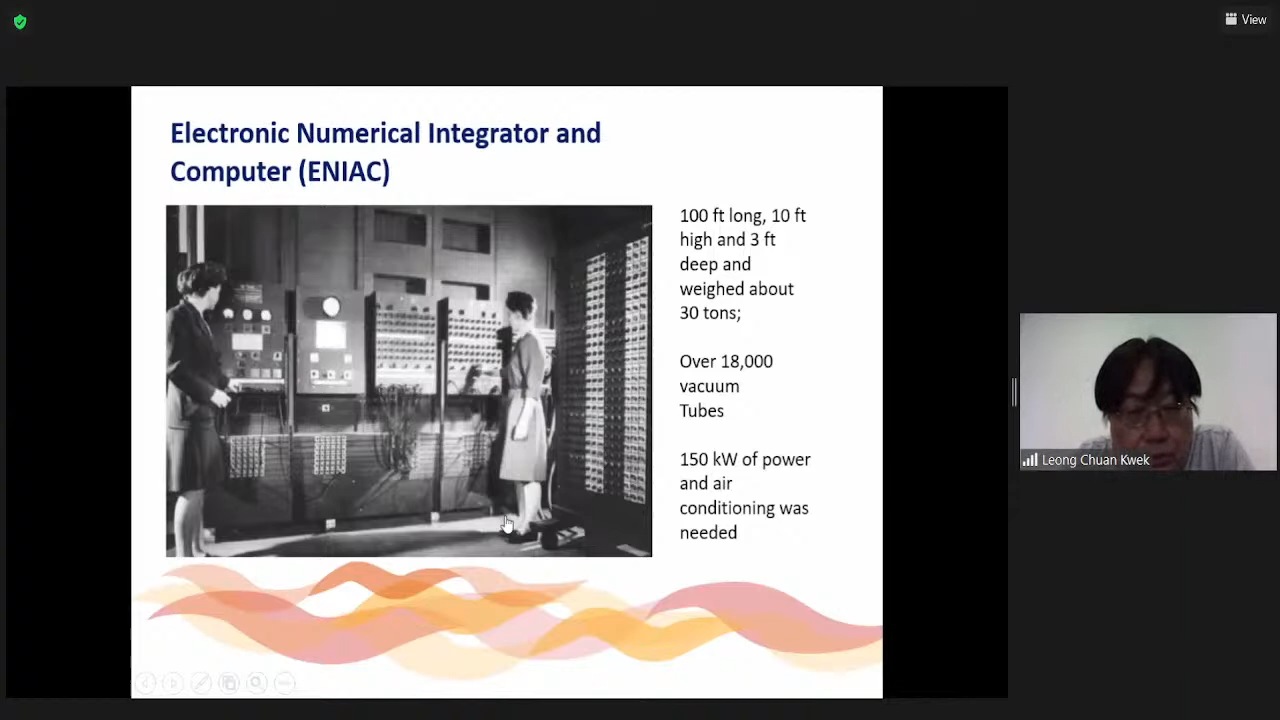 View
Electronic Numerical Integrator and
Computer (ENIAC)
100 ft long, 10 ft
high and 3 ft
deep and
weighed about
30 tons;
Over 18,000
vacuum
Tubes
150 kW of power
and air
conditioning was
needed
Leong Chuan Kwek